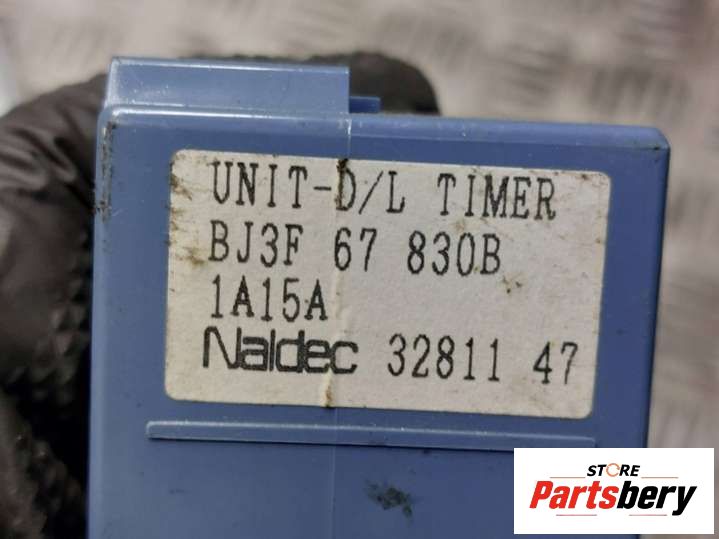 UNIT-D/L TIMER
BJ3F 67 830B
1A15A
Naldec 32811 47
STORE
Partsbery